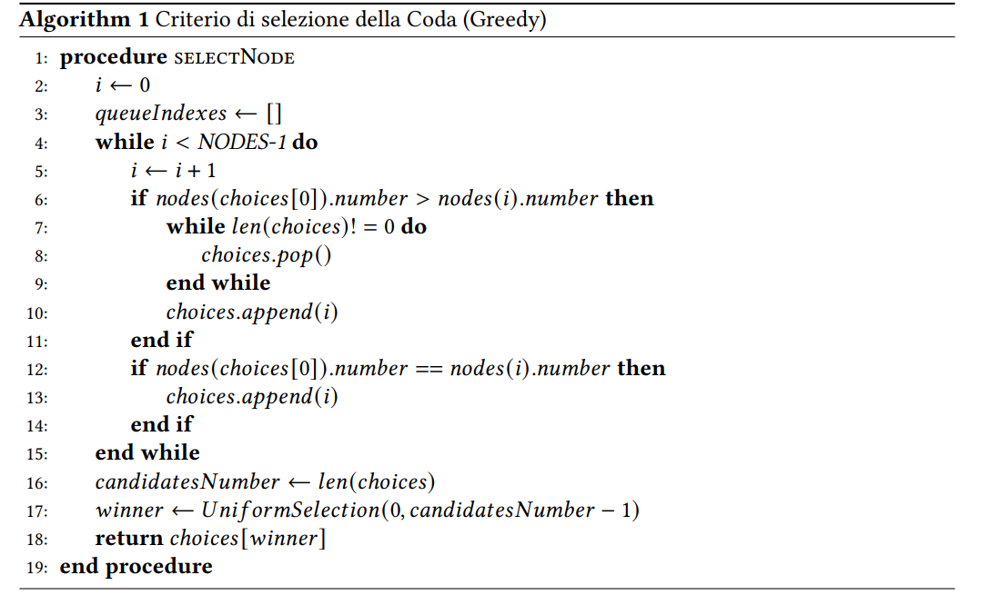 Algorithm 1 Criterio di selezione della Coda (Greedy)
1: procedure SELECTNODE
2: i ← 0
3: queueIndexes ← []
4: while i < NODES-1 do
5: i ← i + 1
6: if nodes(choices[0]).number > nodes(i).number then
7: while len(choices)! = 0 do
8: choices.pop()
9: end while
10: choices.append(i)
11: end if
12: if nodes(choices[0]).number == nodes(i).number then
13: choices.append(i)
14: end if
15: end while
16: candidatesNumber ← len(choices)
17: winner ← UniformSelection(0, candidatesNumber − 1)
18: return choices[winner]
19: end procedure